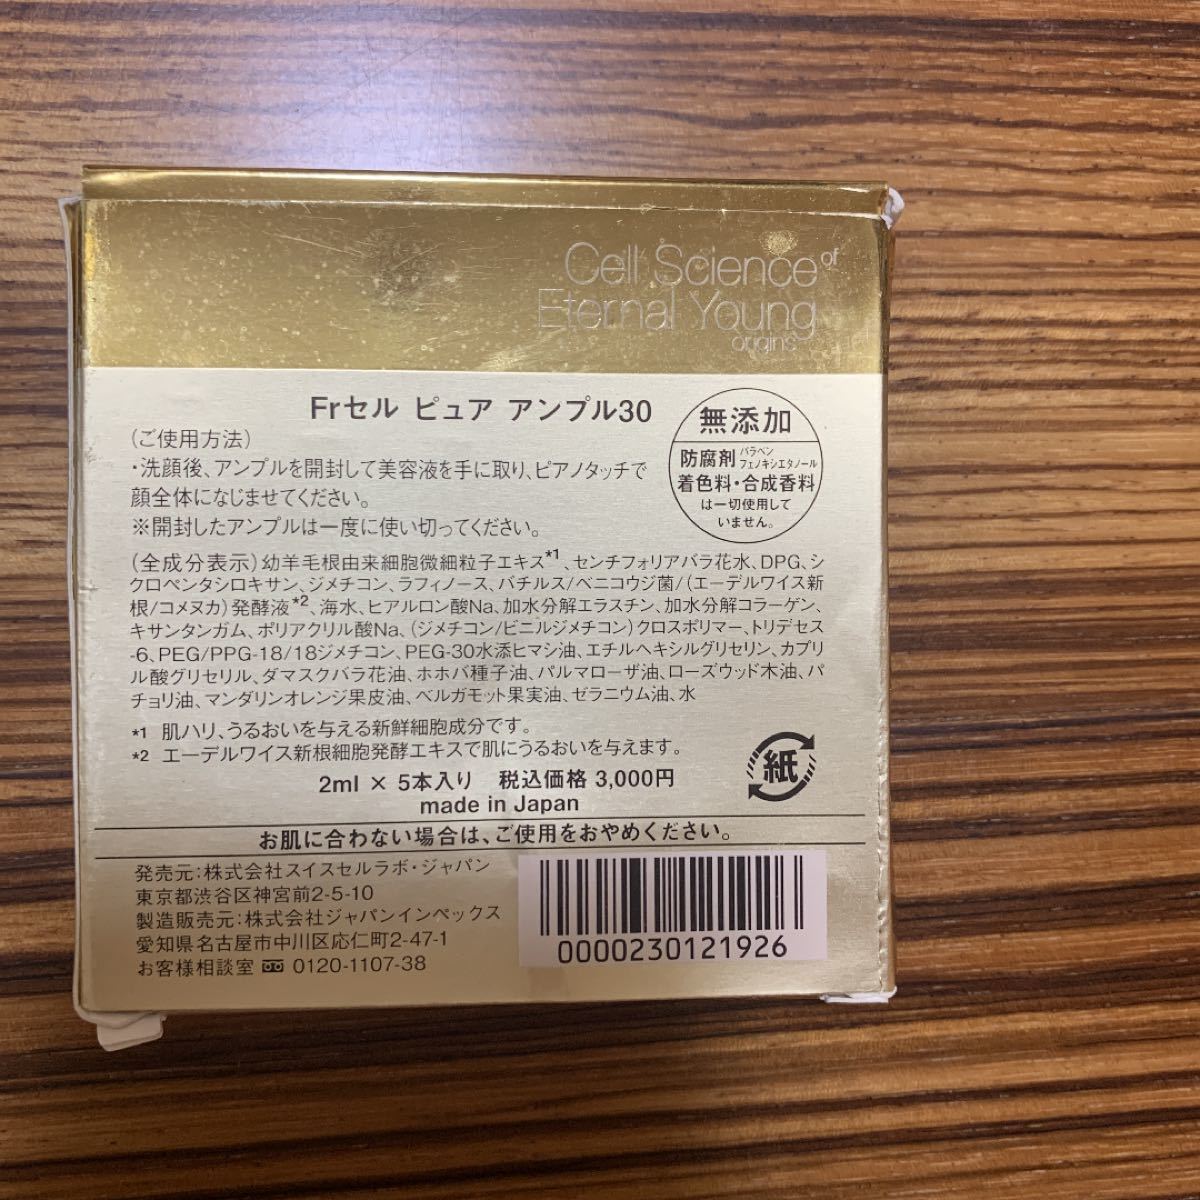 Cell Science of
Eternal Young
origins
Frセル ピュア アンプル30
(ご使用方法)
・洗顔後、アンプルを開封して美容液を手に取り、ピアノタッチで
顔全体になじませてください。
※開封したアンプルは一度に使い切ってください。
無添加
防腐剤 パラベン フェノキシエタノール
着色料・合成香料
は一切使用して
いません。
(全成分表示)幼羊毛根由来細胞微細粒子エキス*1、センチフォリアバラ花水、DPG、シ
クロペンタシロキサン、ジメチコン、ラフィノース、バチルス/ベニコウジ菌/(エーデルワイス新
根/コメヌカ)発酵液*2、海水、ヒアルロン酸Na、加水分解エラスチン、加水分解コラーゲン、
キサンタンガム、ポリアクリル酸Na、(ジメチコン/ビニルジメチコン)クロスポリマー、トリデセス
-6、PEG/PPG-18/18ジメチコン、PEG-30水添ヒマシ油、エチルヘキシルグリセリン、カプリ
ル酸グリセリル、ダマスクバラ花油、ホホバ種子油、パルマローザ油、ローズウッド木油、パ
チョリ油、マンダリンオレンジ果皮油、ベルガモット果実油、ゼラニウム油、水
*1 肌ハリ、うるおいを与える新鮮細胞成分です。
*2 エーデルワイス新根細胞発酵エキスで肌にうるおいを与えます。
紙
2ml × 5本入り 税込価格 3,000円
made in Japan
お肌に合わない場合は、ご使用をおやめください。
発売元:株式会社スイスセルラボ・ジャパン
東京都渋谷区神宮前2-5-10
製造販売元:株式会社ジャパンインベックス
愛知県名古屋市中川区応仁町2-47-1
お客様相談室 0120-1107-38
0000230121926